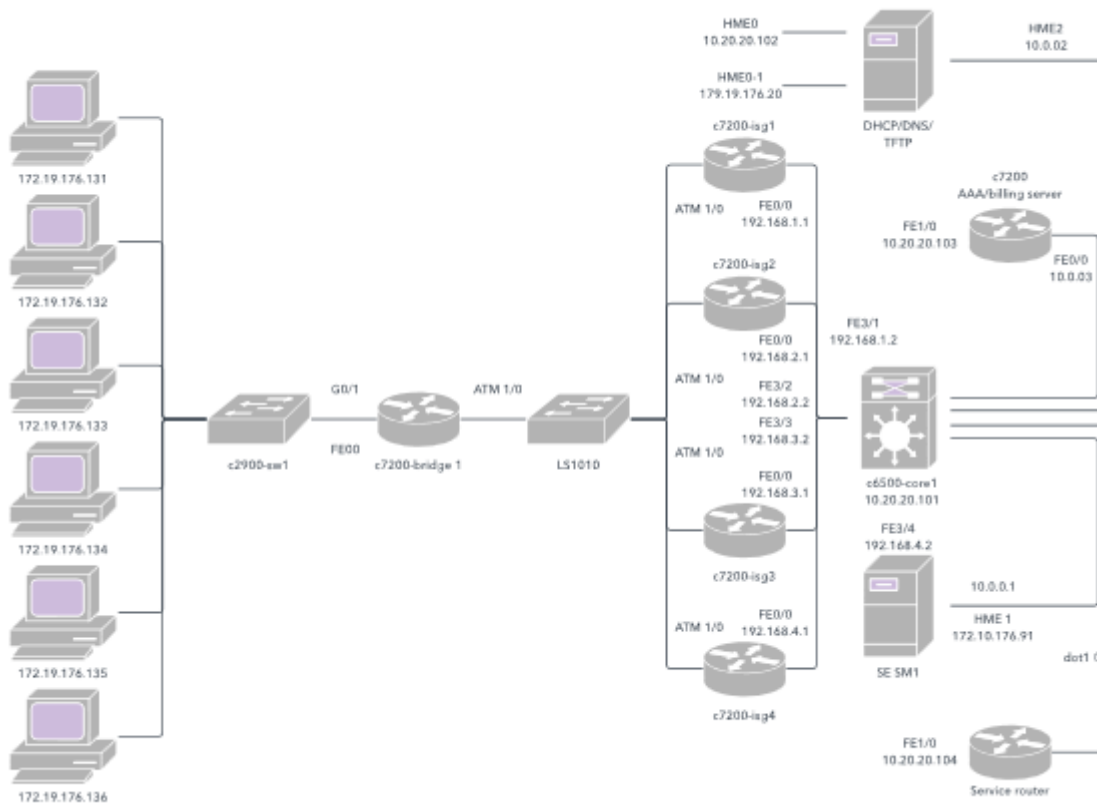 HME0
10.20.20.102
HME2
10.0.02
HME0-1
179.19.176.20
c7200-isg1
DHCP/DNS/
TFTP
172.19.176.131
c7200
AAA/billing server
ATM 1/0
FE0/0
192.168.1.1
FE1/0
10.20.20.103
FE0/0
10.0.03
c7200-isg2
172.19.176.132
FE3/1
192.168.1.2
FE0/0
192.168.2.1
ATM 1/0
FE3/2
192.168.2.2
G0/1
ATM 1/0
172.19.176.133
FE3/3
192.168.3.2
FE00
ATM 1/0
c2900-sw1
c7200-bridge 1
LS1010
FE0/0
192.168.3.1
c6500-core1
10.20.20.101
FE3/4
192.168.4.2
172.19.176.134
c7200-isg3
10.0.0.1
FE0/0
192.168.4.1
ATM 1/0
HME 1
172.10.176.91
dot1
172.19.176.135
SE SM1
c7200-isg4
FE1/0
10.20.20.104
Service router
172.19.176.136